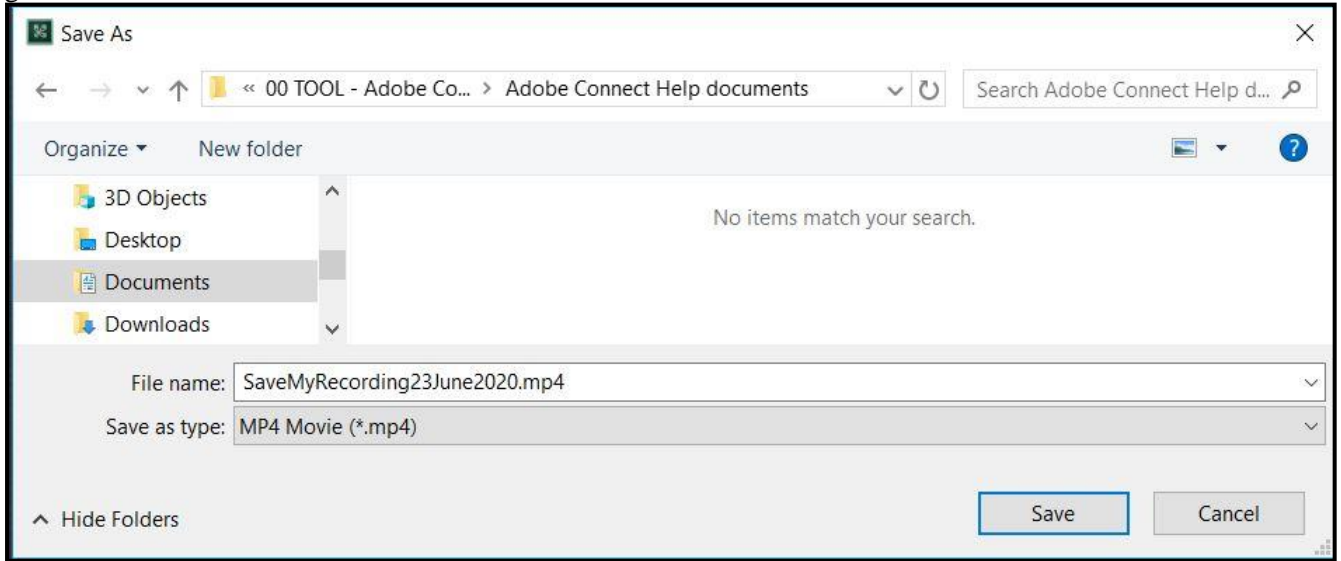 Save As
« 00 TOOL - Adobe Co... > Adobe Connect Help documents
Search Adobe Connect Help d...
Organize
New folder
3D Objects
Desktop
Documents
Downloads
No items match your search.
File name: SaveMyRecording23June2020.mp4
Save as type: MP4 Movie (*.mp4)
Hide Folders
Save
Cancel